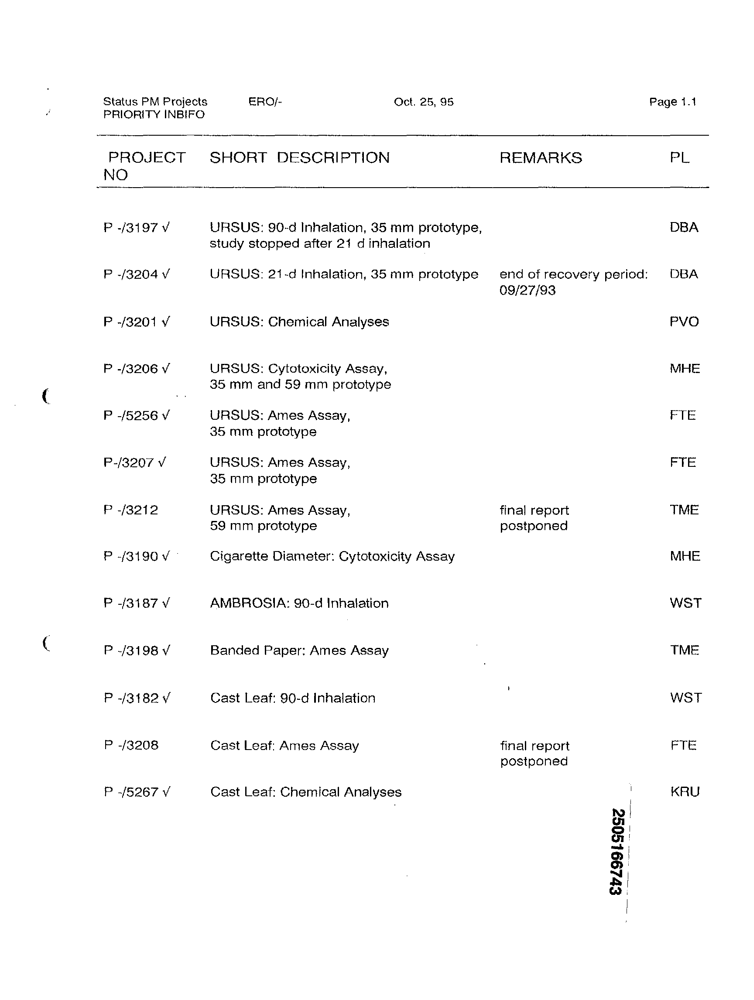 Status PM Projects ERO/- Oct. 25, 95 Page 1.1
PRIORITY INBIFO
PROJECT SHORT DESCRIPTION REMARKS PL
NO
P -/3197 √ URSUS: 90-d Inhalation, 35 mm prototype, DBA
study stopped after 21 d inhalation
P -/3204 √ URSUS: 21-d Inhalation, 35 mm prototype end of recovery period: DBA
09/27/93
P -/3201 √ URSUS: Chemical Analyses PVO
P -/3206 √ URSUS: Cytotoxicity Assay, MHE
35 mm and 59 mm prototype
P -/5256 √ URSUS: Ames Assay, FTE
35 mm prototype
P-/3207 √ URSUS: Ames Assay, FTE
35 mm prototype
P -/3212 URSUS: Ames Assay, final report TME
59 mm prototype postponed
P -/3190 √ Cigarette Diameter: Cytotoxicity Assay MHE
P -/3187 √ AMBROSIA: 90-d Inhalation WST
P -/3198 √ Banded Paper: Ames Assay TME
P -/3182 √ Cast Leaf: 90-d Inhalation WST
P -/3208 Cast Leaf: Ames Assay final report FTE
postponed
P -/5267 √ Cast Leaf: Chemical Analyses KRU
2505166743